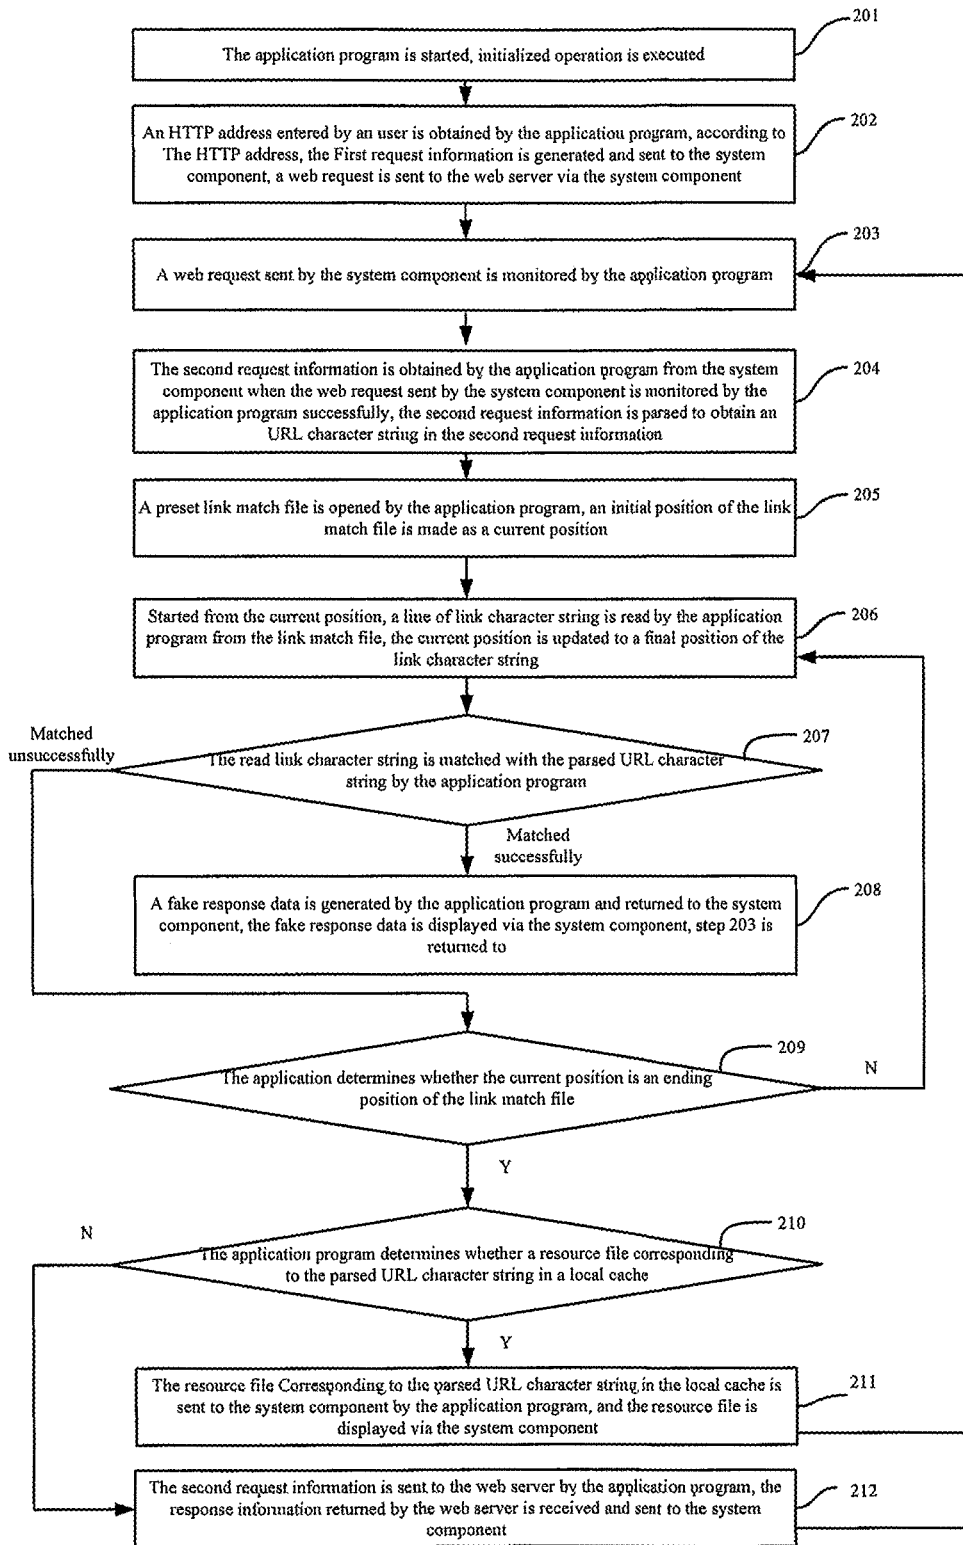 201
The application program is started, initialized operation is executed
202
An HTTP address entered by an user is obtained by the application program, according to
The HTTP address, the First request information is generated and sent to the system
component, a web request is sent to the web server via the system component
203
A web request sent by the system component is monitored by the application program
204
The second request information is obtained by the application program from the system
component when the web request sent by the system component is monitored by the
application program successfully, the second request information is parsed to obtain an
URL character string in the second request information
205
A preset link match file is opened by the application program, an initial position of the link
match file is made as a current position
206
Started from the current position, a line of link character string is read by the application
program from the link match file, the current position is updated to a final position of the
link character string
Matched
unsuccessfully
207
The read link character string is matched with the parsed URL character
string by the application program
Matched
successfully
208
A fake response data is generated by the application program and returned to the system
component, the fake response data is displayed via the system component, step 203 is
returned to
209
N
The application determines whether the current position is an ending
position of the link match file
Y
N
210
The application program determines whether a resource file corresponding
to the parsed URL character string in a local cache
Y
211
The resource file Corresponding to the parsed URL character string in the local cache is
sent to the system component by the application program, and the resource file is
displayed via the system component
212
The second request information is sent to the web server by the application program, the
response information returned by the web server is received and sent to the system
component